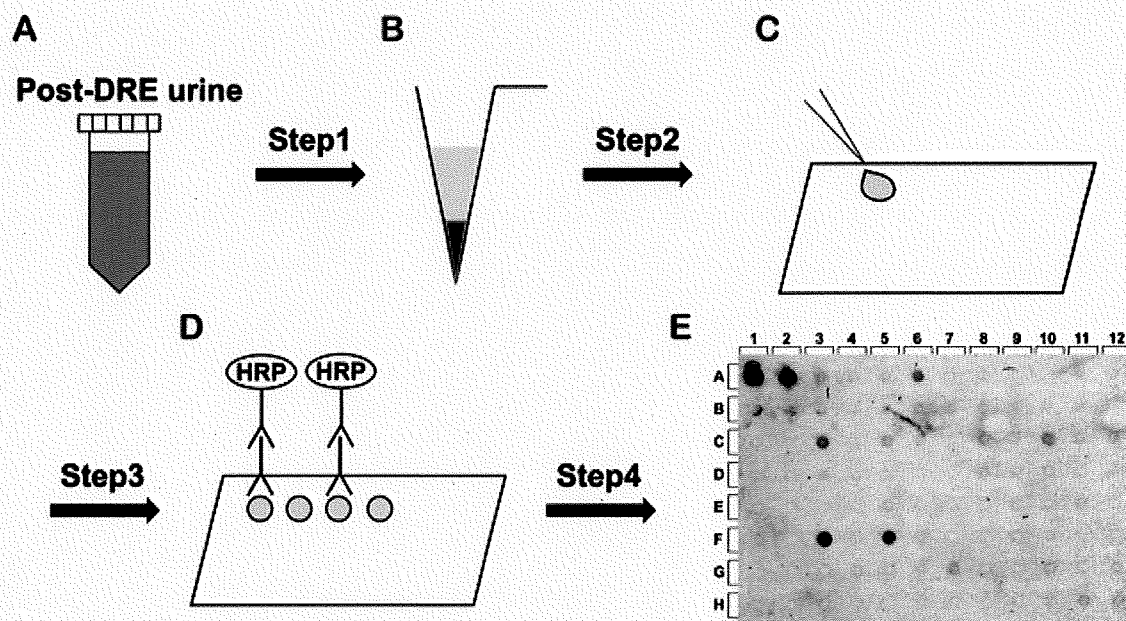 A
B
C
Post-DRE urine
Step1
Step2
D
E
HRP
HRP
Step3
Step4
1 2 3 4 5 6 7 8 9 10 11 12
A
B
C
D
E
F
G
H